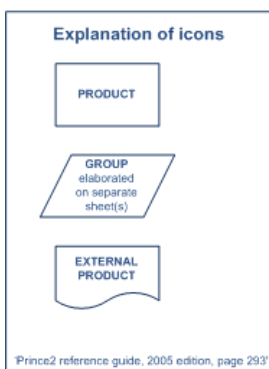 Explanation of icons
PRODUCT
GROUP
elaborated
on separate
sheet(s)
EXTERNAL
PRODUCT
'Prince2 reference guide, 2005 edition, page 293'